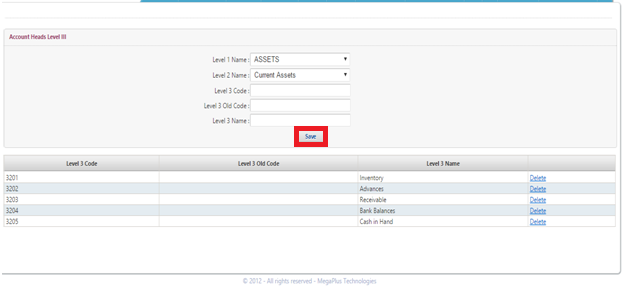 Account Heads Level III
Level 1 Name : ASSETS
Level 2 Name : Current Assets
Level 3 Code :
Level 3 Old Code :
Level 3 Name :
Save
Level 3 Code Level 3 Old Code Level 3 Name
3201 Inventory Delete
3202 Advances Delete
3203 Receivable Delete
3204 Bank Balances Delete
3205 Cash in Hand Delete
© 2012 - All rights reserved - MegaPlus Technologies